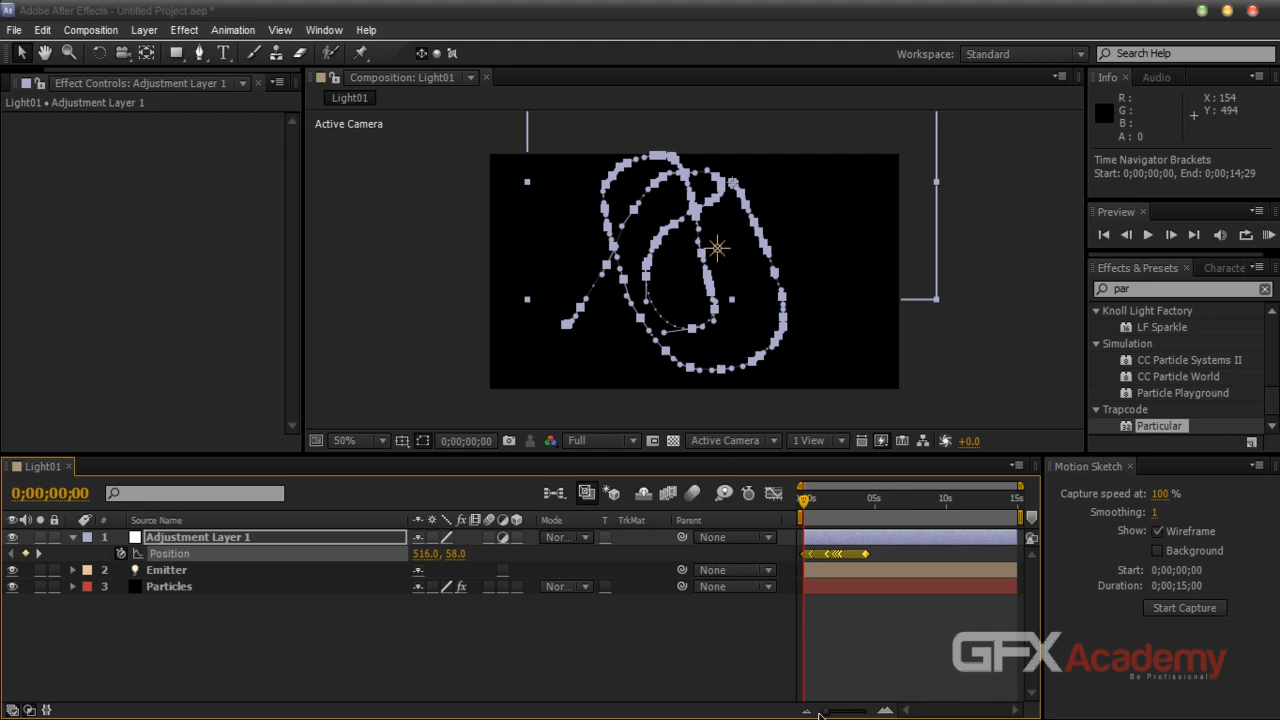 Adobe After Effects - Untitled Project.aep *
File Edit Composition Layer Effect Animation View Window Help
Workspace: Standard
Search Help
Effect Controls: Adjustment Layer 1
Light01 • Adjustment Layer 1
Composition: Light01
Light01
Active Camera
50%
0;00;00;00
Full
Active Camera
1 View
+0.0
Info
Audio
R :
G :
B :
A : 0
X : 154
Y : 494
Time Navigator Brackets
Start: 0;00;00;00, End: 0;00;14;29
Preview
Effects & Presets
Characte
par
Knoll Light Factory
LF Sparkle
Simulation
CC Particle Systems II
CC Particle World
Particle Playground
Trapcode
Particular
Light01
0;00;00;00
# Source Name Mode T TrkMat Parent
05s 10s 15s
1 Adjustment Layer 1 Nor... None
Position 516.0, 58.0
2 Emitter None
3 Particles Nor... None
Motion Sketch
Capture speed at: 100 %
Smoothing: 1
Show: Wireframe
Background
Start: 0;00;00;00
Duration: 0;00;15;00
Start Capture
GFXAcademy
Be Profissional